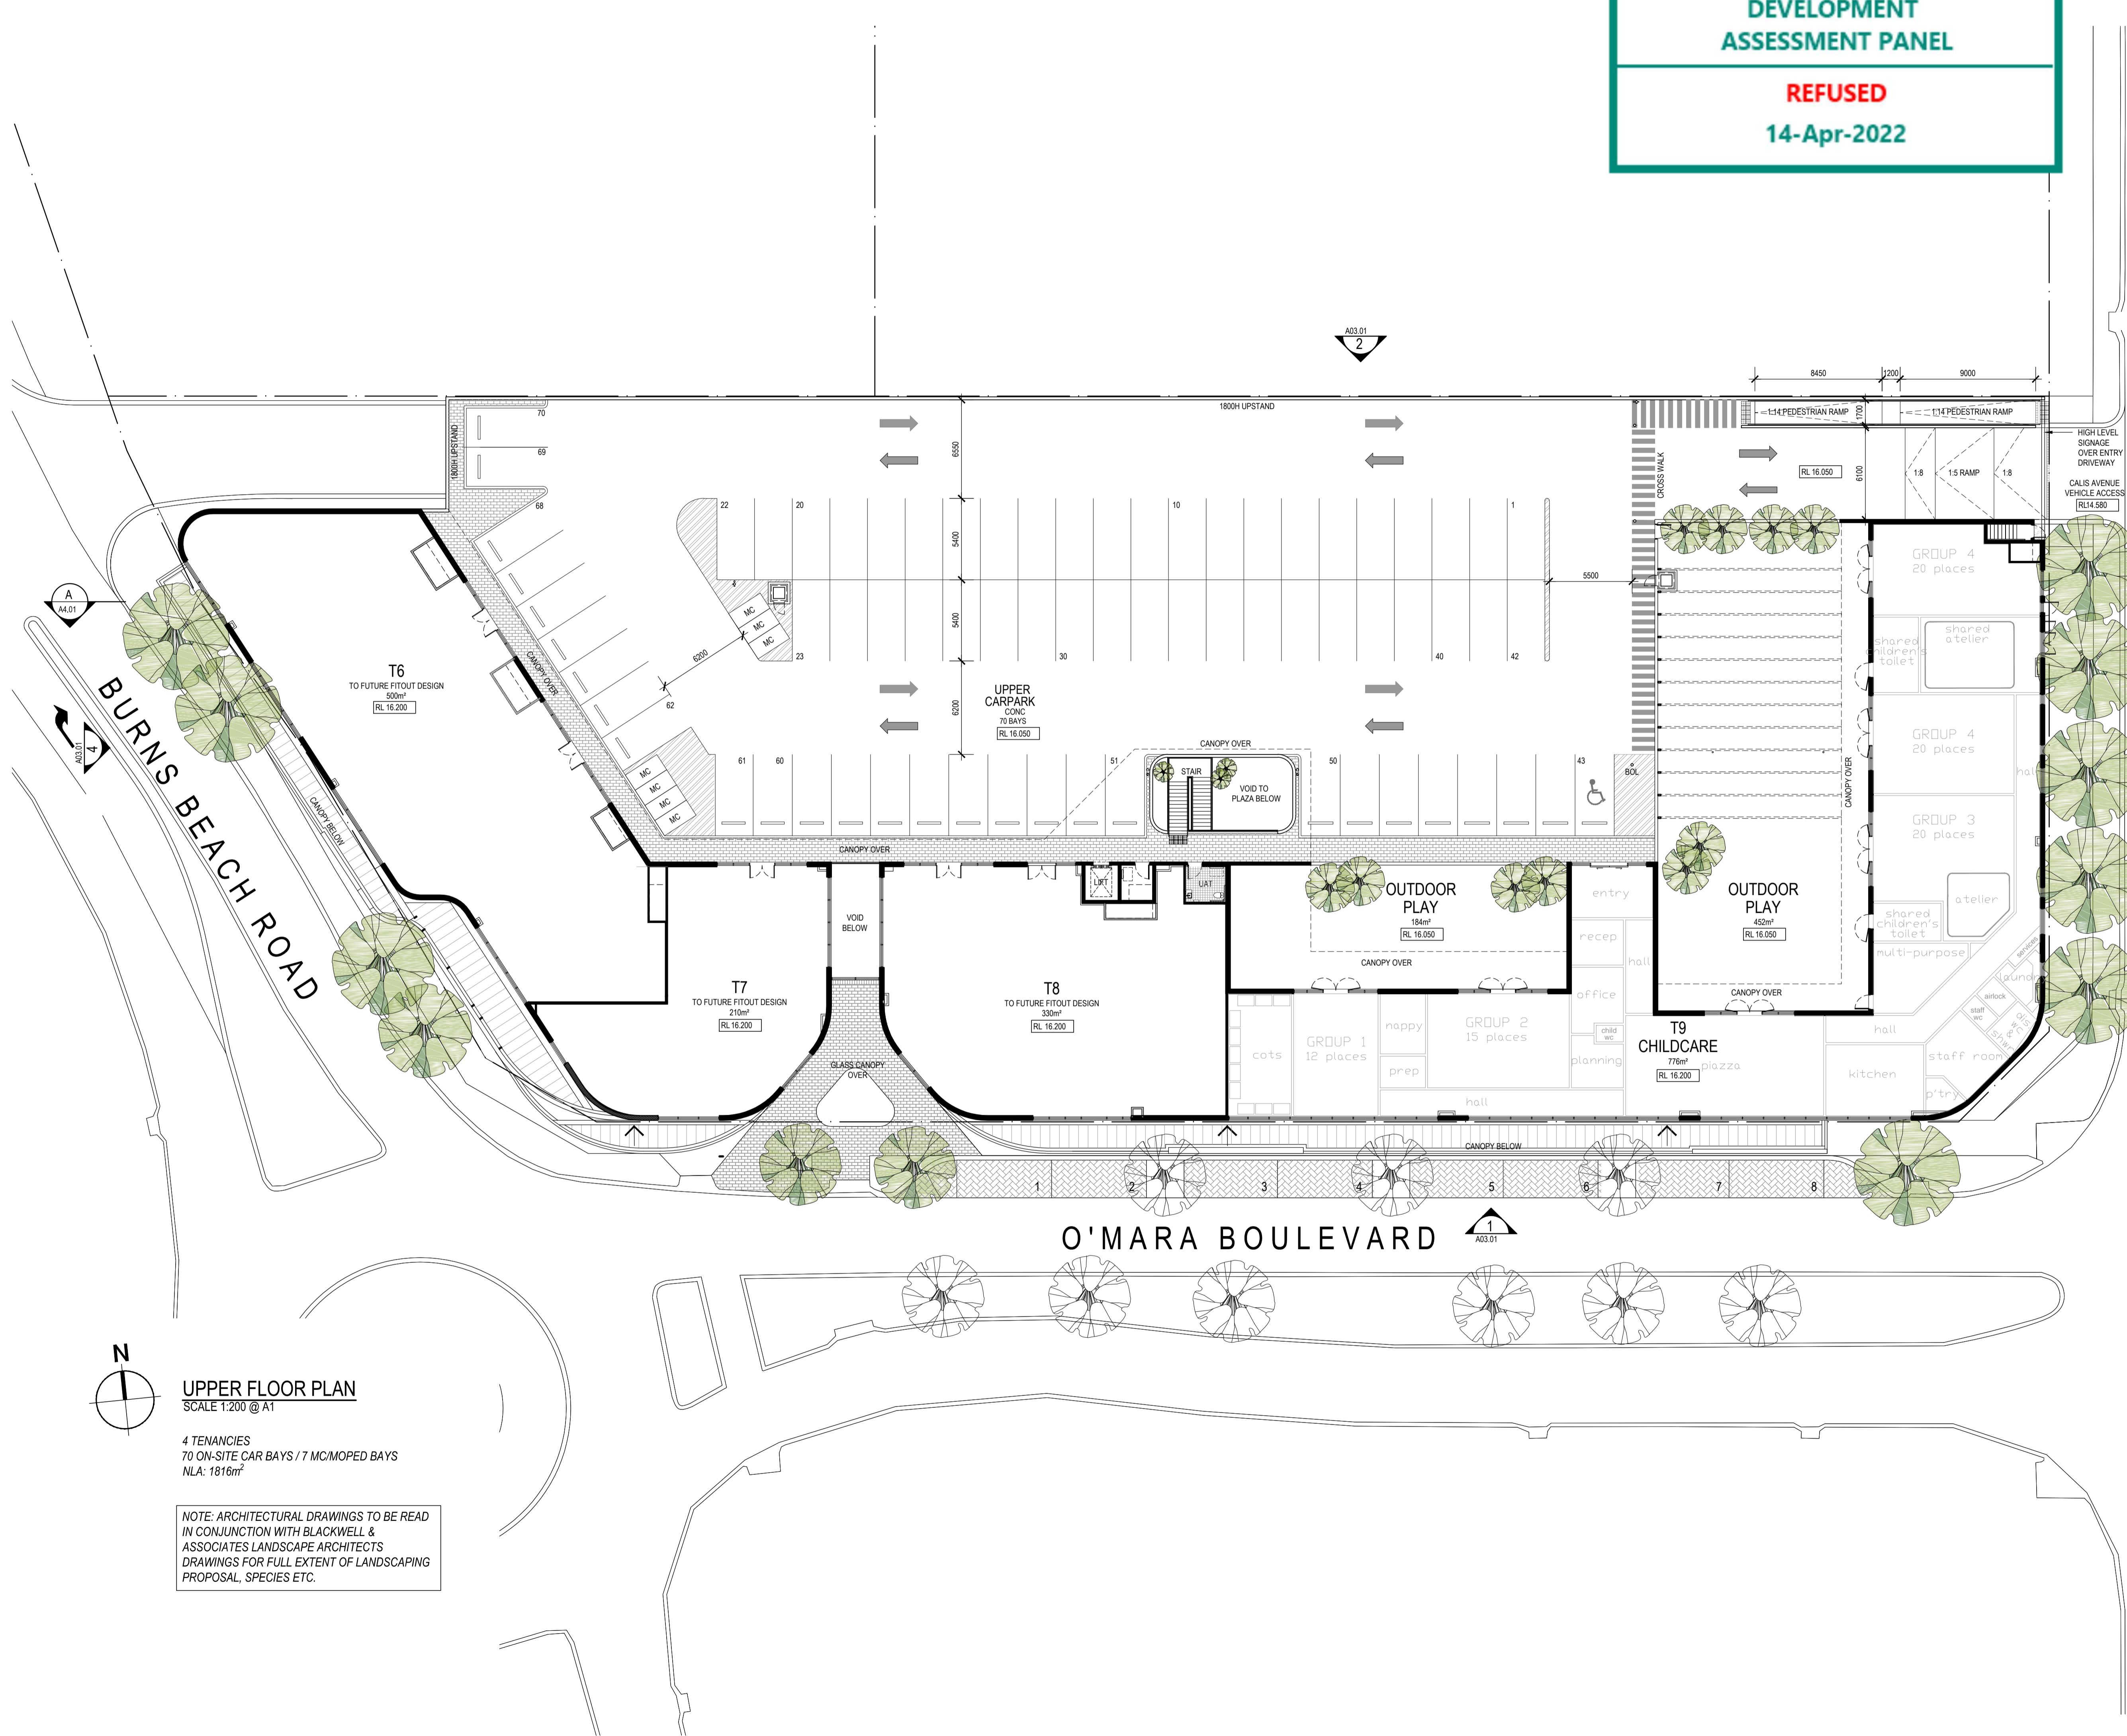 DEVELOPMENT
ASSESSMENT PANEL
REFUSED
14-Apr-2022
A03.01
2
8450
1200
9000
1800H UPSTAND
1:14 PEDESTRIAN RAMP
1:14 PEDESTRIAN RAMP
1700
HIGH LEVEL
SIGNAGE
OVER ENTRY
DRIVEWAY
CALIS AVENUE
VEHICLE ACCESS
RL14.580
RL 16.050
6100
1:8
1:5 RAMP
1:8
CROSS WALK
1800H UPSTAND
70
69
68
6550
22
20
10
1
5400
5500
5400
MC
MC
MC
6200
23
30
40
42
62
6200
UPPER
CARPARK
CONC
70 BAYS
RL 16.050
CANOPY OVER
A
A4.01
T6
TO FUTURE FITOUT DESIGN
500m²
RL 16.200
CANOPY OVER
BURNS BEACH ROAD
A03.01
4
CANOPY BELOW
MC
MC
MC
MC
61
60
51
50
43
BOL
STAIR
VOID TO
PLAZA BELOW
CANOPY OVER
CANOPY OVER
GROUP 4
20 places
shared
atelier
shared
children's
toilet
GROUP 4
20 places
hall
GROUP 3
20 places
atelier
shared
children's
toilet
multi-purpose
services
laundry
airlock
staff
wc
staff room
p'try
hall
kitchen
VOID
BELOW
LIFT
UAT
OUTDOOR
PLAY
184m²
RL 16.050
CANOPY OVER
entry
recep
hall
office
child
wc
planning
OUTDOOR
PLAY
452m²
RL 16.050
CANOPY OVER
T7
TO FUTURE FITOUT DESIGN
210m²
RL 16.200
T8
TO FUTURE FITOUT DESIGN
330m²
RL 16.200
cots
GROUP 1
12 places
nappy
prep
GROUP 2
15 places
hall
T9
CHILDCARE
776m²
RL 16.200
piazza
GLASS CANOPY
OVER
CANOPY BELOW
1
2
3
4
5
6
7
8
O'MARA BOULEVARD
1
A03.01
N
UPPER FLOOR PLAN
SCALE 1:200 @ A1
4 TENANCIES
70 ON-SITE CAR BAYS / 7 MC/MOPED BAYS
NLA: 1816m²
NOTE: ARCHITECTURAL DRAWINGS TO BE READ
IN CONJUNCTION WITH BLACKWELL &
ASSOCIATES LANDSCAPE ARCHITECTS
DRAWINGS FOR FULL EXTENT OF LANDSCAPING
PROPOSAL, SPECIES ETC.